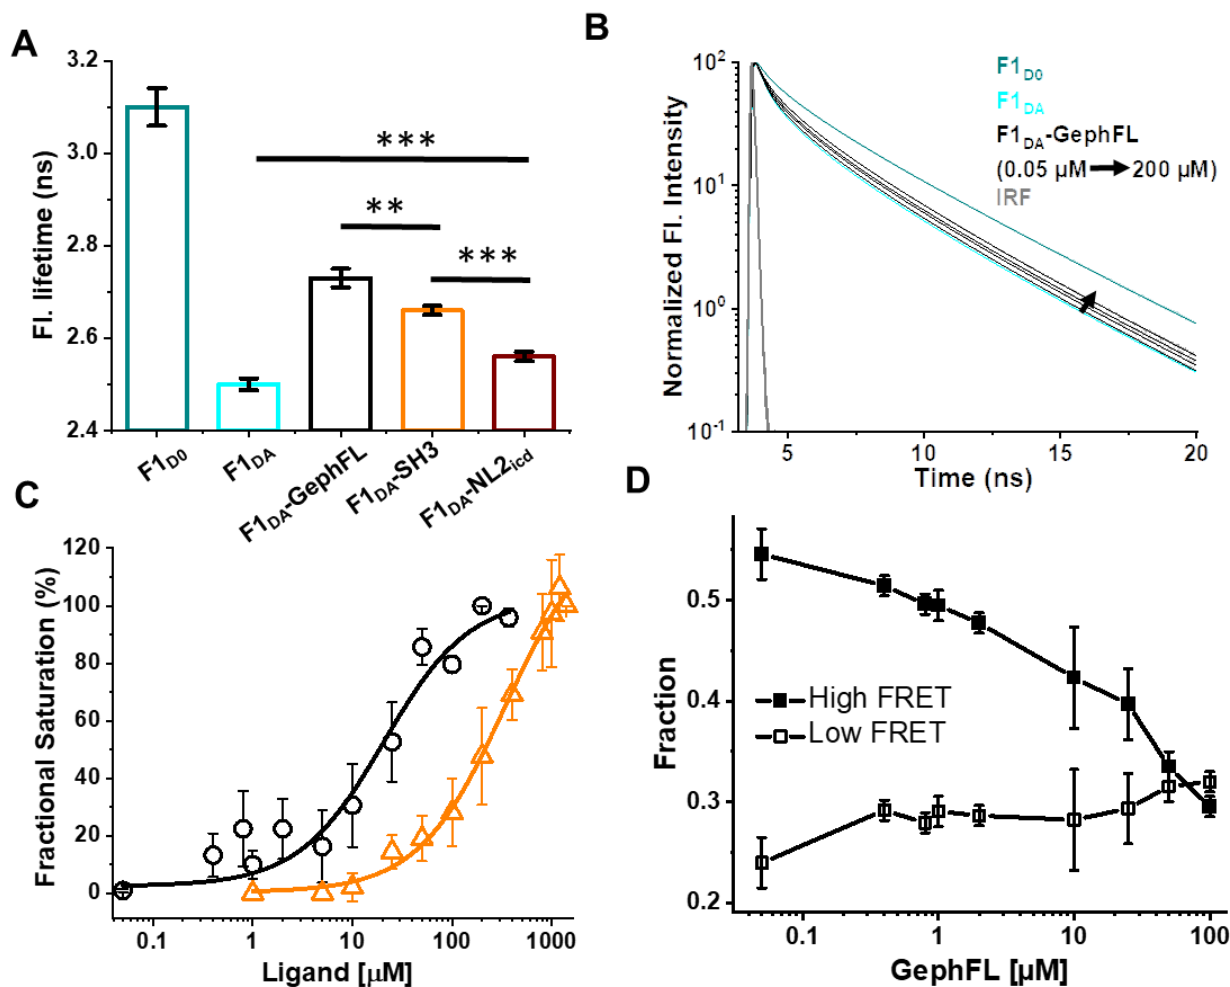 A
Fl. lifetime (ns)
3.2
3.0
2.8
2.6
2.4
***
**
***
F1D0
F1DA
F1DA-GephFL
F1DA-SH3
F1DA-NL2icd
B
Normalized Fl. Intensity
10²
10¹
10⁰
10⁻¹
5
10
15
20
Time (ns)
F1D0
F1DA
F1DA-GephFL
(0.05 µM 200 µM)
IRF
C
Fractional Saturation (%)
120
100
80
60
40
20
0
0.1
1
10
100
1000
Ligand [µM]
D
Fraction
0.5
0.4
0.3
0.2
High FRET
Low FRET
0.1
1
10
100
GephFL [µM]